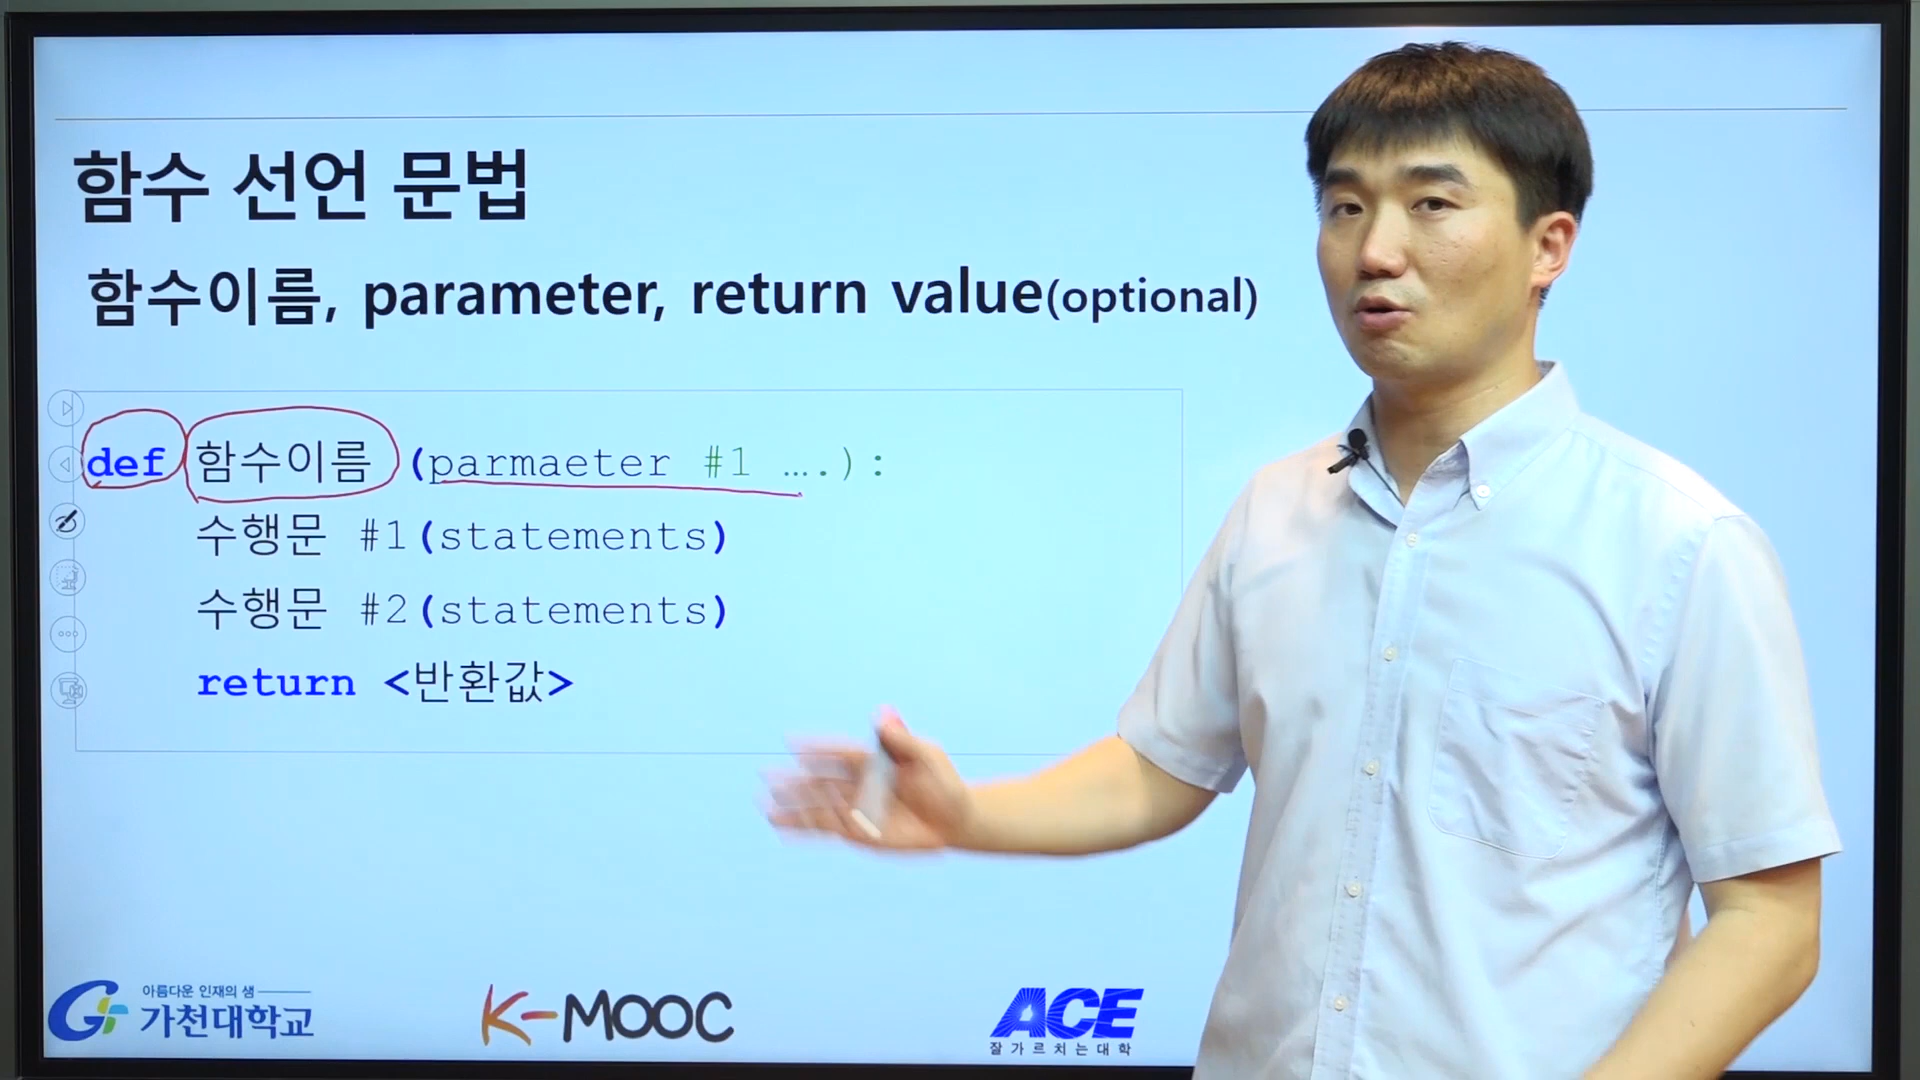 함수 선언 문법
함수이름, parameter, return value(optional)
def 함수이름 (parmaeter #1 ….):
수행문 #1(statements)
수행문 #2(statements)
return <반환값>
아름다운 인재의 샘
가천대학교
K-MOOC
ACE
잘가르치는대학